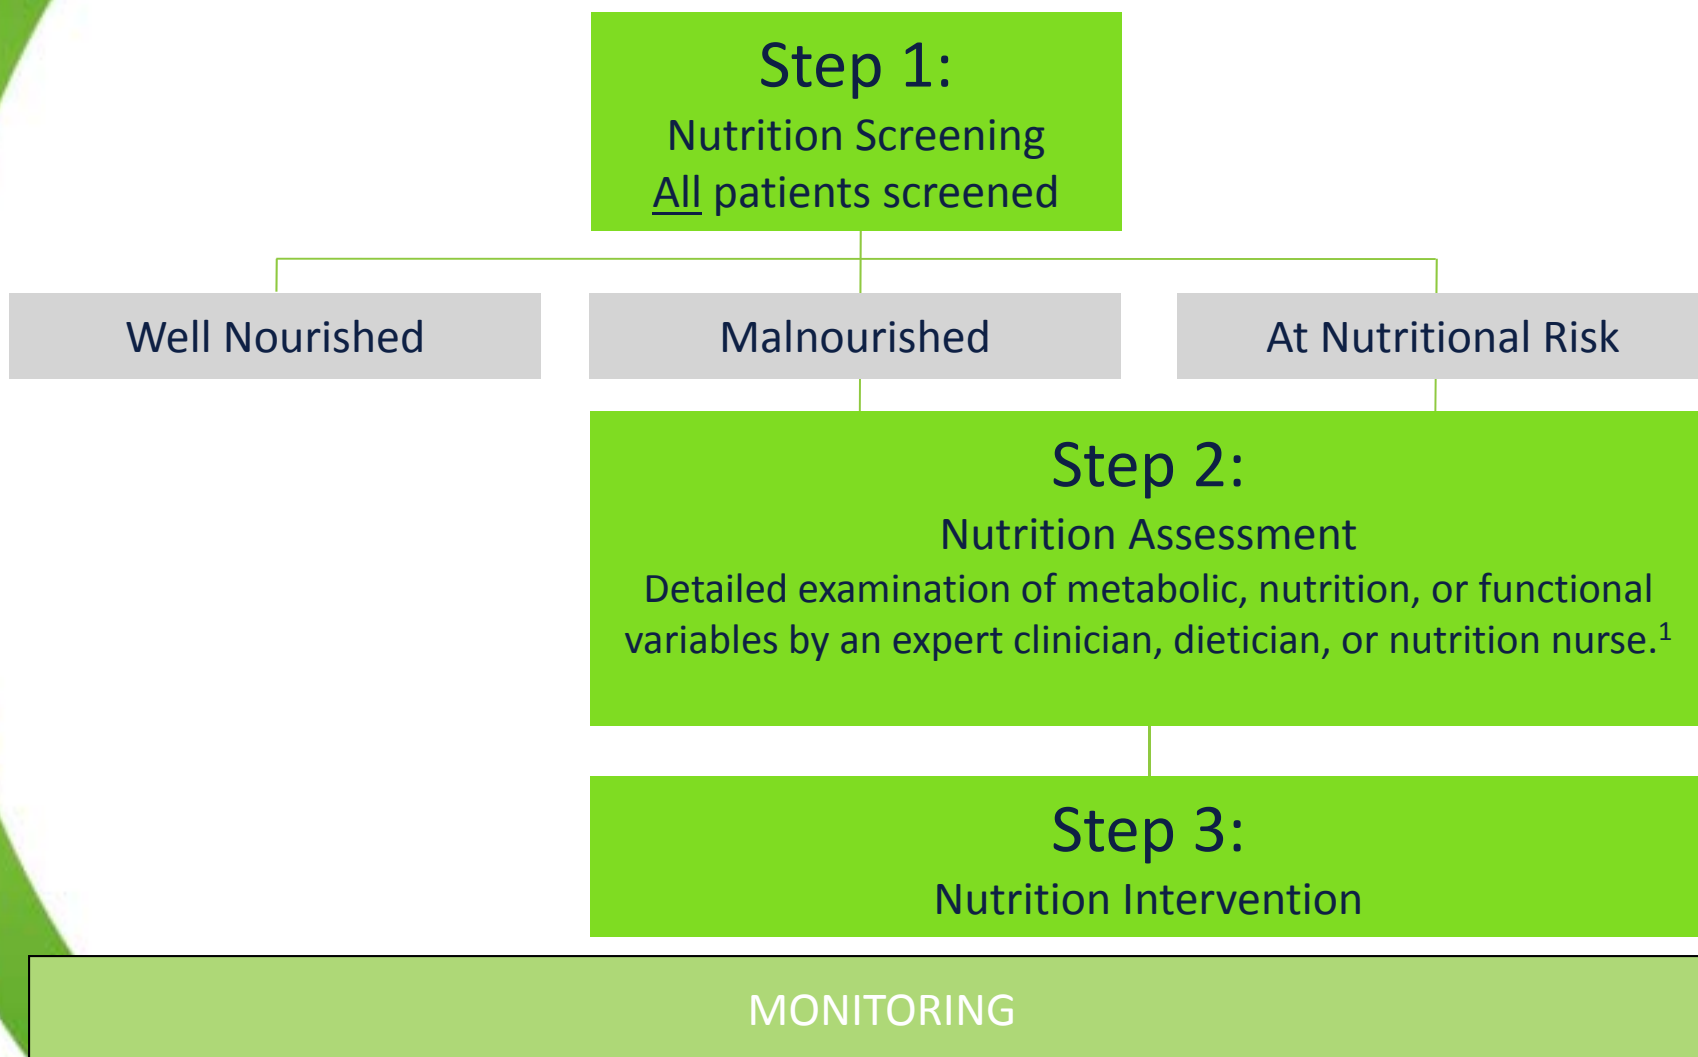 Step 1:
Nutrition Screening
All patients screened
Well Nourished
Malnourished
At Nutritional Risk
Step 2:
Nutrition Assessment
Detailed examination of metabolic, nutrition, or functional
variables by an expert clinician, dietician, or nutrition nurse.¹
Step 3:
Nutrition Intervention
MONITORING